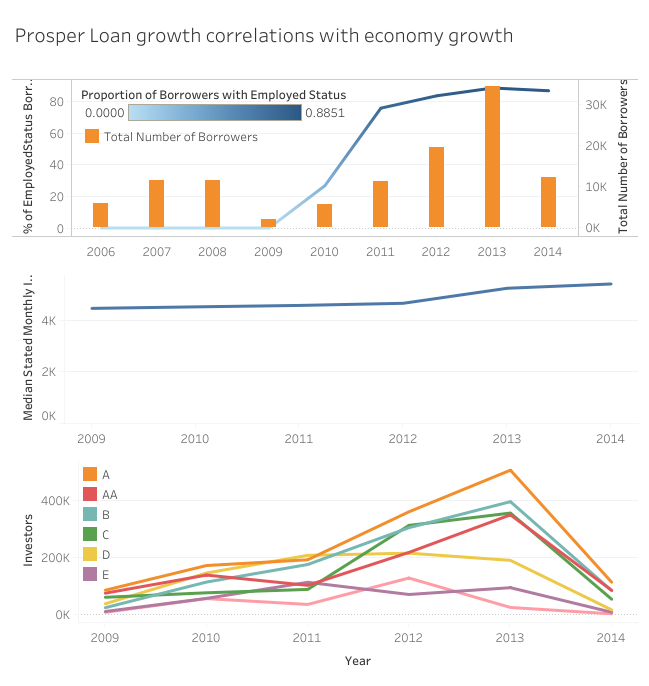 Prosper Loan growth correlations with economy growth
% of EmployedStatus Borr..
Proportion of Borrowers with Employed Status
0.0000 0.8851
Total Number of Borrowers
80
60
40
20
0
30K
20K
10K
0K
Total Number of Borrowers
2006 2007 2008 2009 2010 2011 2012 2013 2014
Median Stated Monthly I..
4K
2K
0K
2009 2010 2011 2012 2013 2014
Investors
A
AA
B
C
D
E
400K
200K
0K
2009 2010 2011 2012 2013 2014
Year